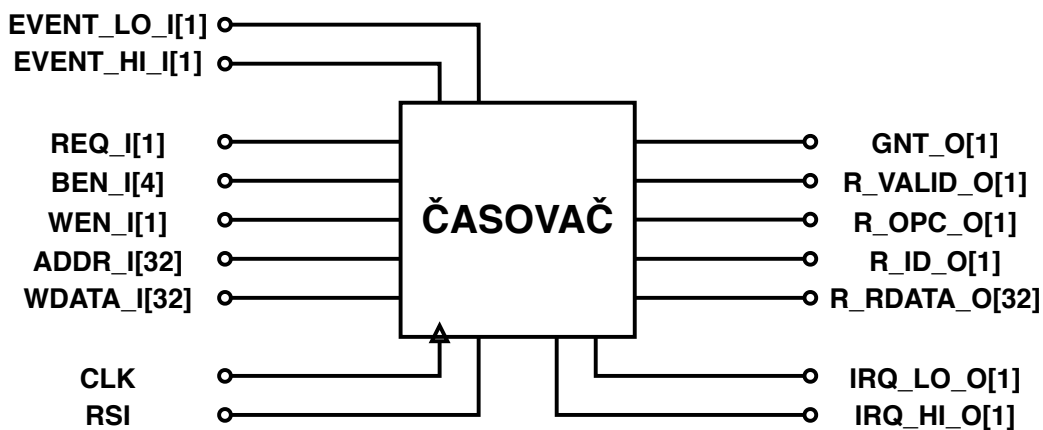 EVENT_LO_I[1]
EVENT_HI_I[1]
REQ_I[1]
BEN_I[4]
WEN_I[1]
ADDR_I[32]
WDATA_I[32]
CLK
RSI
ČASOVAČ
GNT_O[1]
R_VALID_O[1]
R_OPC_O[1]
R_ID_O[1]
R_RDATA_O[32]
IRQ_LO_O[1]
IRQ_HI_O[1]